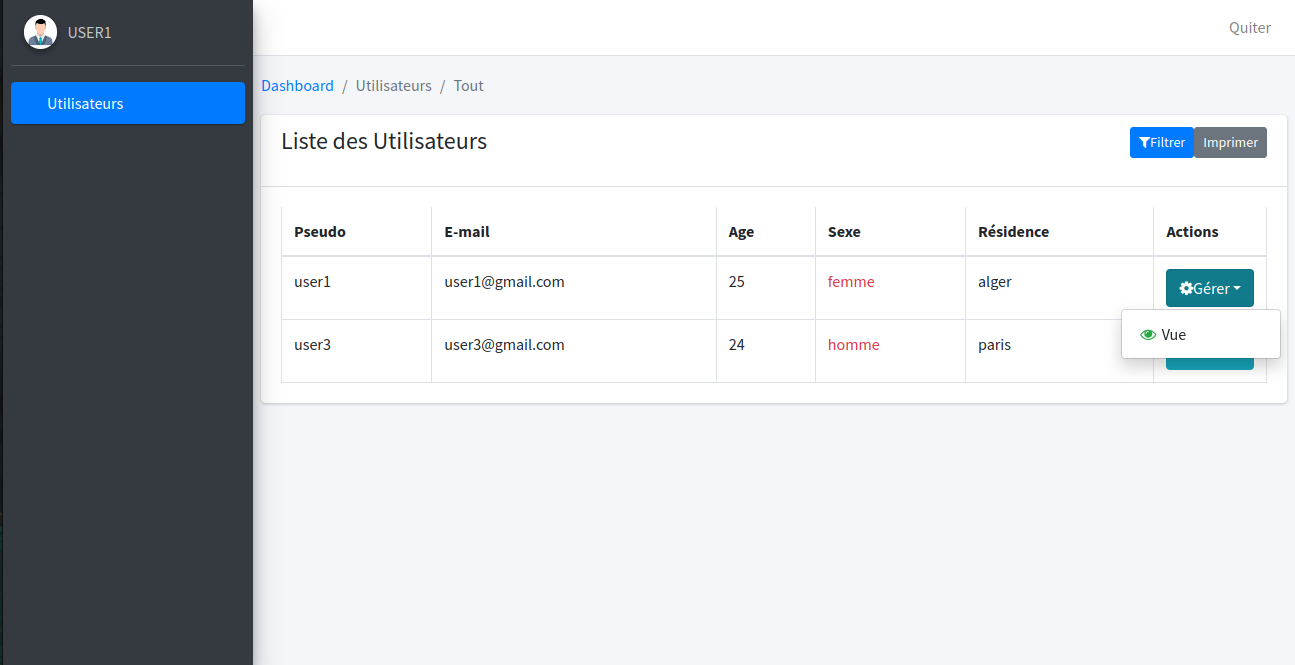 USER1
Quiter
Utilisateurs
Dashboard / Utilisateurs / Tout
Liste des Utilisateurs
Filtrer Imprimer
Pseudo E-mail Age Sexe Résidence Actions
user1 user1@gmail.com 25 femme alger Gérer
Vue
user3 user3@gmail.com 24 homme paris